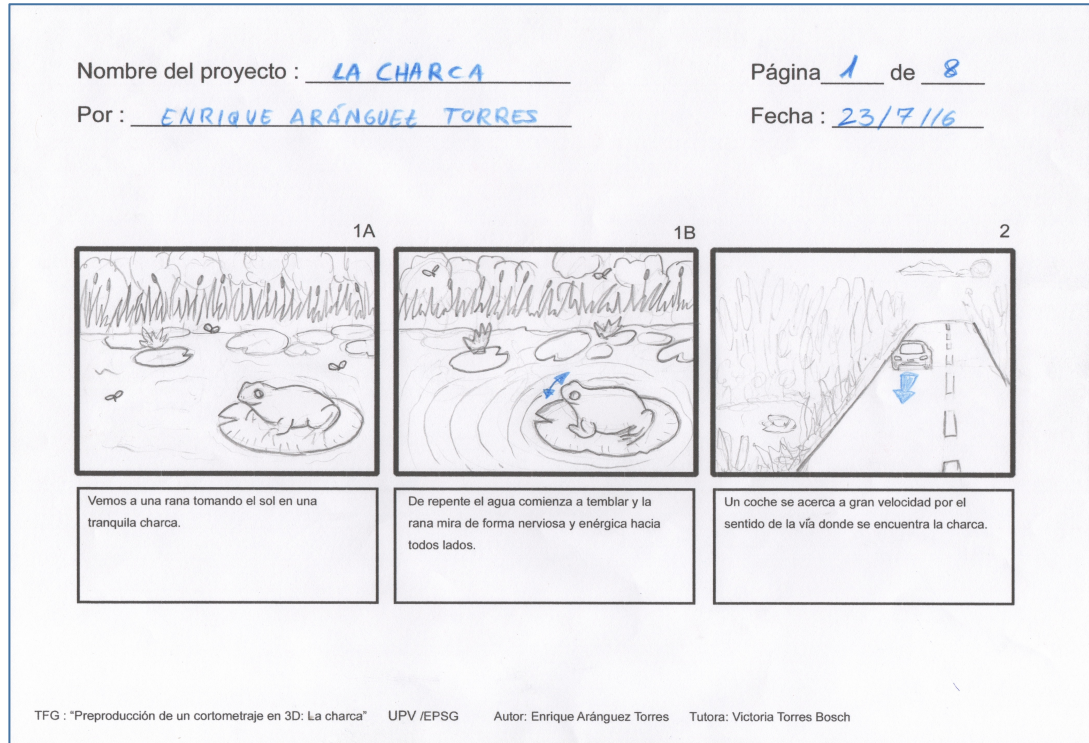 Nombre del proyecto : LA CHARCA
Página 1 de 8
Por : ENRIQUE ARÁNGUEZ TORRES
Fecha : 23/7/16
1A
1B
2
Vemos a una rana tomando el sol en una
tranquila charca.
De repente el agua comienza a temblar y la
rana mira de forma nerviosa y enérgica hacia
todos lados.
Un coche se acerca a gran velocidad por el
sentido de la vía donde se encuentra la charca.
TFG : "Preproducción de un cortometraje en 3D: La charca" UPV /EPSG Autor: Enrique Aránguez Torres Tutora: Victoria Torres Bosch